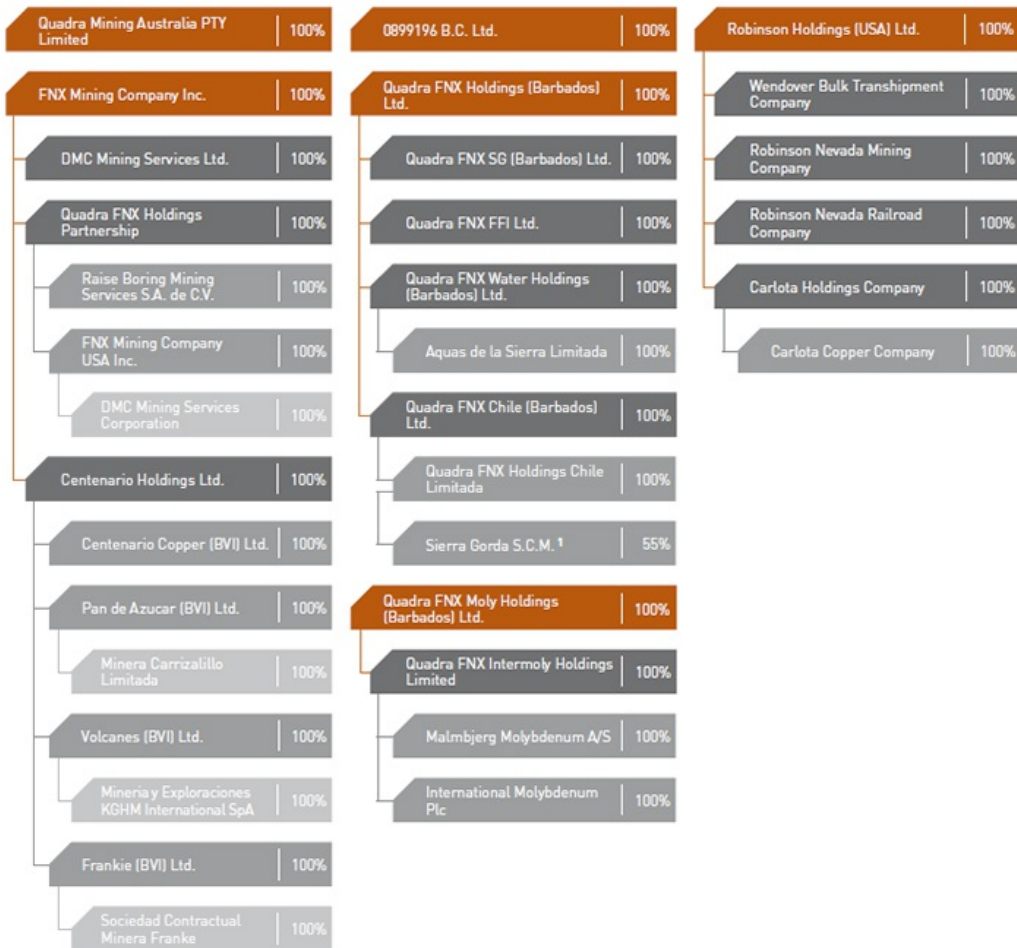 Quadra Mining Australia PTY
Limited
100%
FNX Mining Company Inc.
100%
DMC Mining Services Ltd.
100%
Quadra FNX Holdings
Partnership
100%
Raise Boring Mining
Services S.A. de C.V.
100%
FNX Mining Company
USA Inc.
100%
DMC Mining Services
Corporation
100%
Centenario Holdings Ltd.
100%
Centenario Copper (BVI) Ltd.
100%
Pan de Azucar (BVI) Ltd.
100%
Minera Carrizalillo
Limitada
100%
Volcanes (BVI) Ltd.
100%
Mineria y Exploraciones
KGHM International SpA
100%
Frankie (BVI) Ltd.
100%
Sociedad Contractual
Minera Franke
100%
0899196 B.C. Ltd.
100%
Quadra FNX Holdings (Barbados)
Ltd.
100%
Quadra FNX SG (Barbados) Ltd.
100%
Quadra FNX FFI Ltd.
100%
Quadra FNX Water Holdings
(Barbados) Ltd.
100%
Aquas de la Sierra Limitada
100%
Quadra FNX Chile (Barbados)
Ltd.
100%
Quadra FNX Holdings Chile
Limitada
100%
Sierra Gorda S.C.M. 1
55%
Quadra FNX Moly Holdings
(Barbados) Ltd.
100%
Quadra FNX Intermoly Holdings
Limited
100%
Malmbjerg Molybdenum A/S
100%
International Molybdenum
Plc
100%
Robinson Holdings (USA) Ltd.
100%
Wendover Bulk Transhipment
Company
100%
Robinson Nevada Mining
Company
100%
Robinson Nevada Railroad
Company
100%
Carlota Holdings Company
100%
Carlota Copper Company
100%